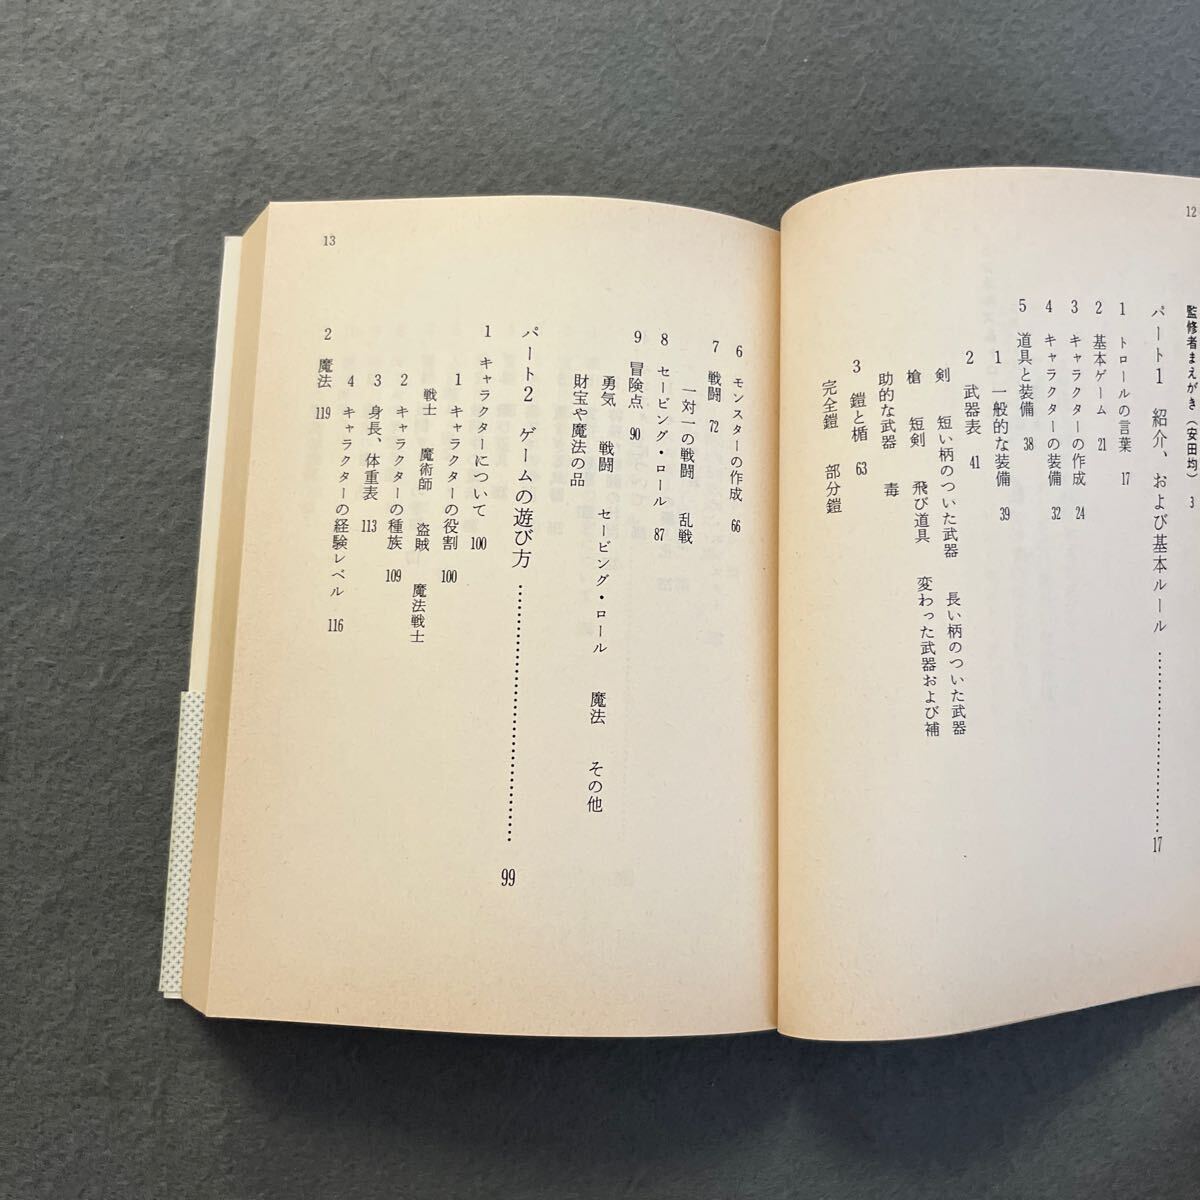 12
監修者まえがき(安田均) 3
パート1 紹介、および基本ルール ………………………… 17
1 トロールの言葉 17
2 基本ゲーム 21
3 キャラクターの作成 24
4 キャラクターの装備 32
5 道具と装備 38
1 一般的な装備 39
2 武器表 41
剣 短い柄のついた武器 長い柄のついた武器
槍 短剣 飛び道具 変わった武器および補
助的な武器 毒
3 鎧と楯 63
完全鎧 部分鎧
13
6 モンスターの作成 66
7 戦闘 72
一対一の戦闘 乱戦
8 セービング・ロール 87
9 冒険点 90
勇気 戦闘 セービング・ロール 魔法 その他
財宝や魔法の品
パート2 ゲームの遊び方 ………………………… 99
1 キャラクターについて 100
1 キャラクターの役割 100
戦士 魔術師 盗賊 魔法戦士
2 キャラクターの種族 109
3 身長、体重表 113
4 キャラクターの経験レベル 116
2 魔法 119